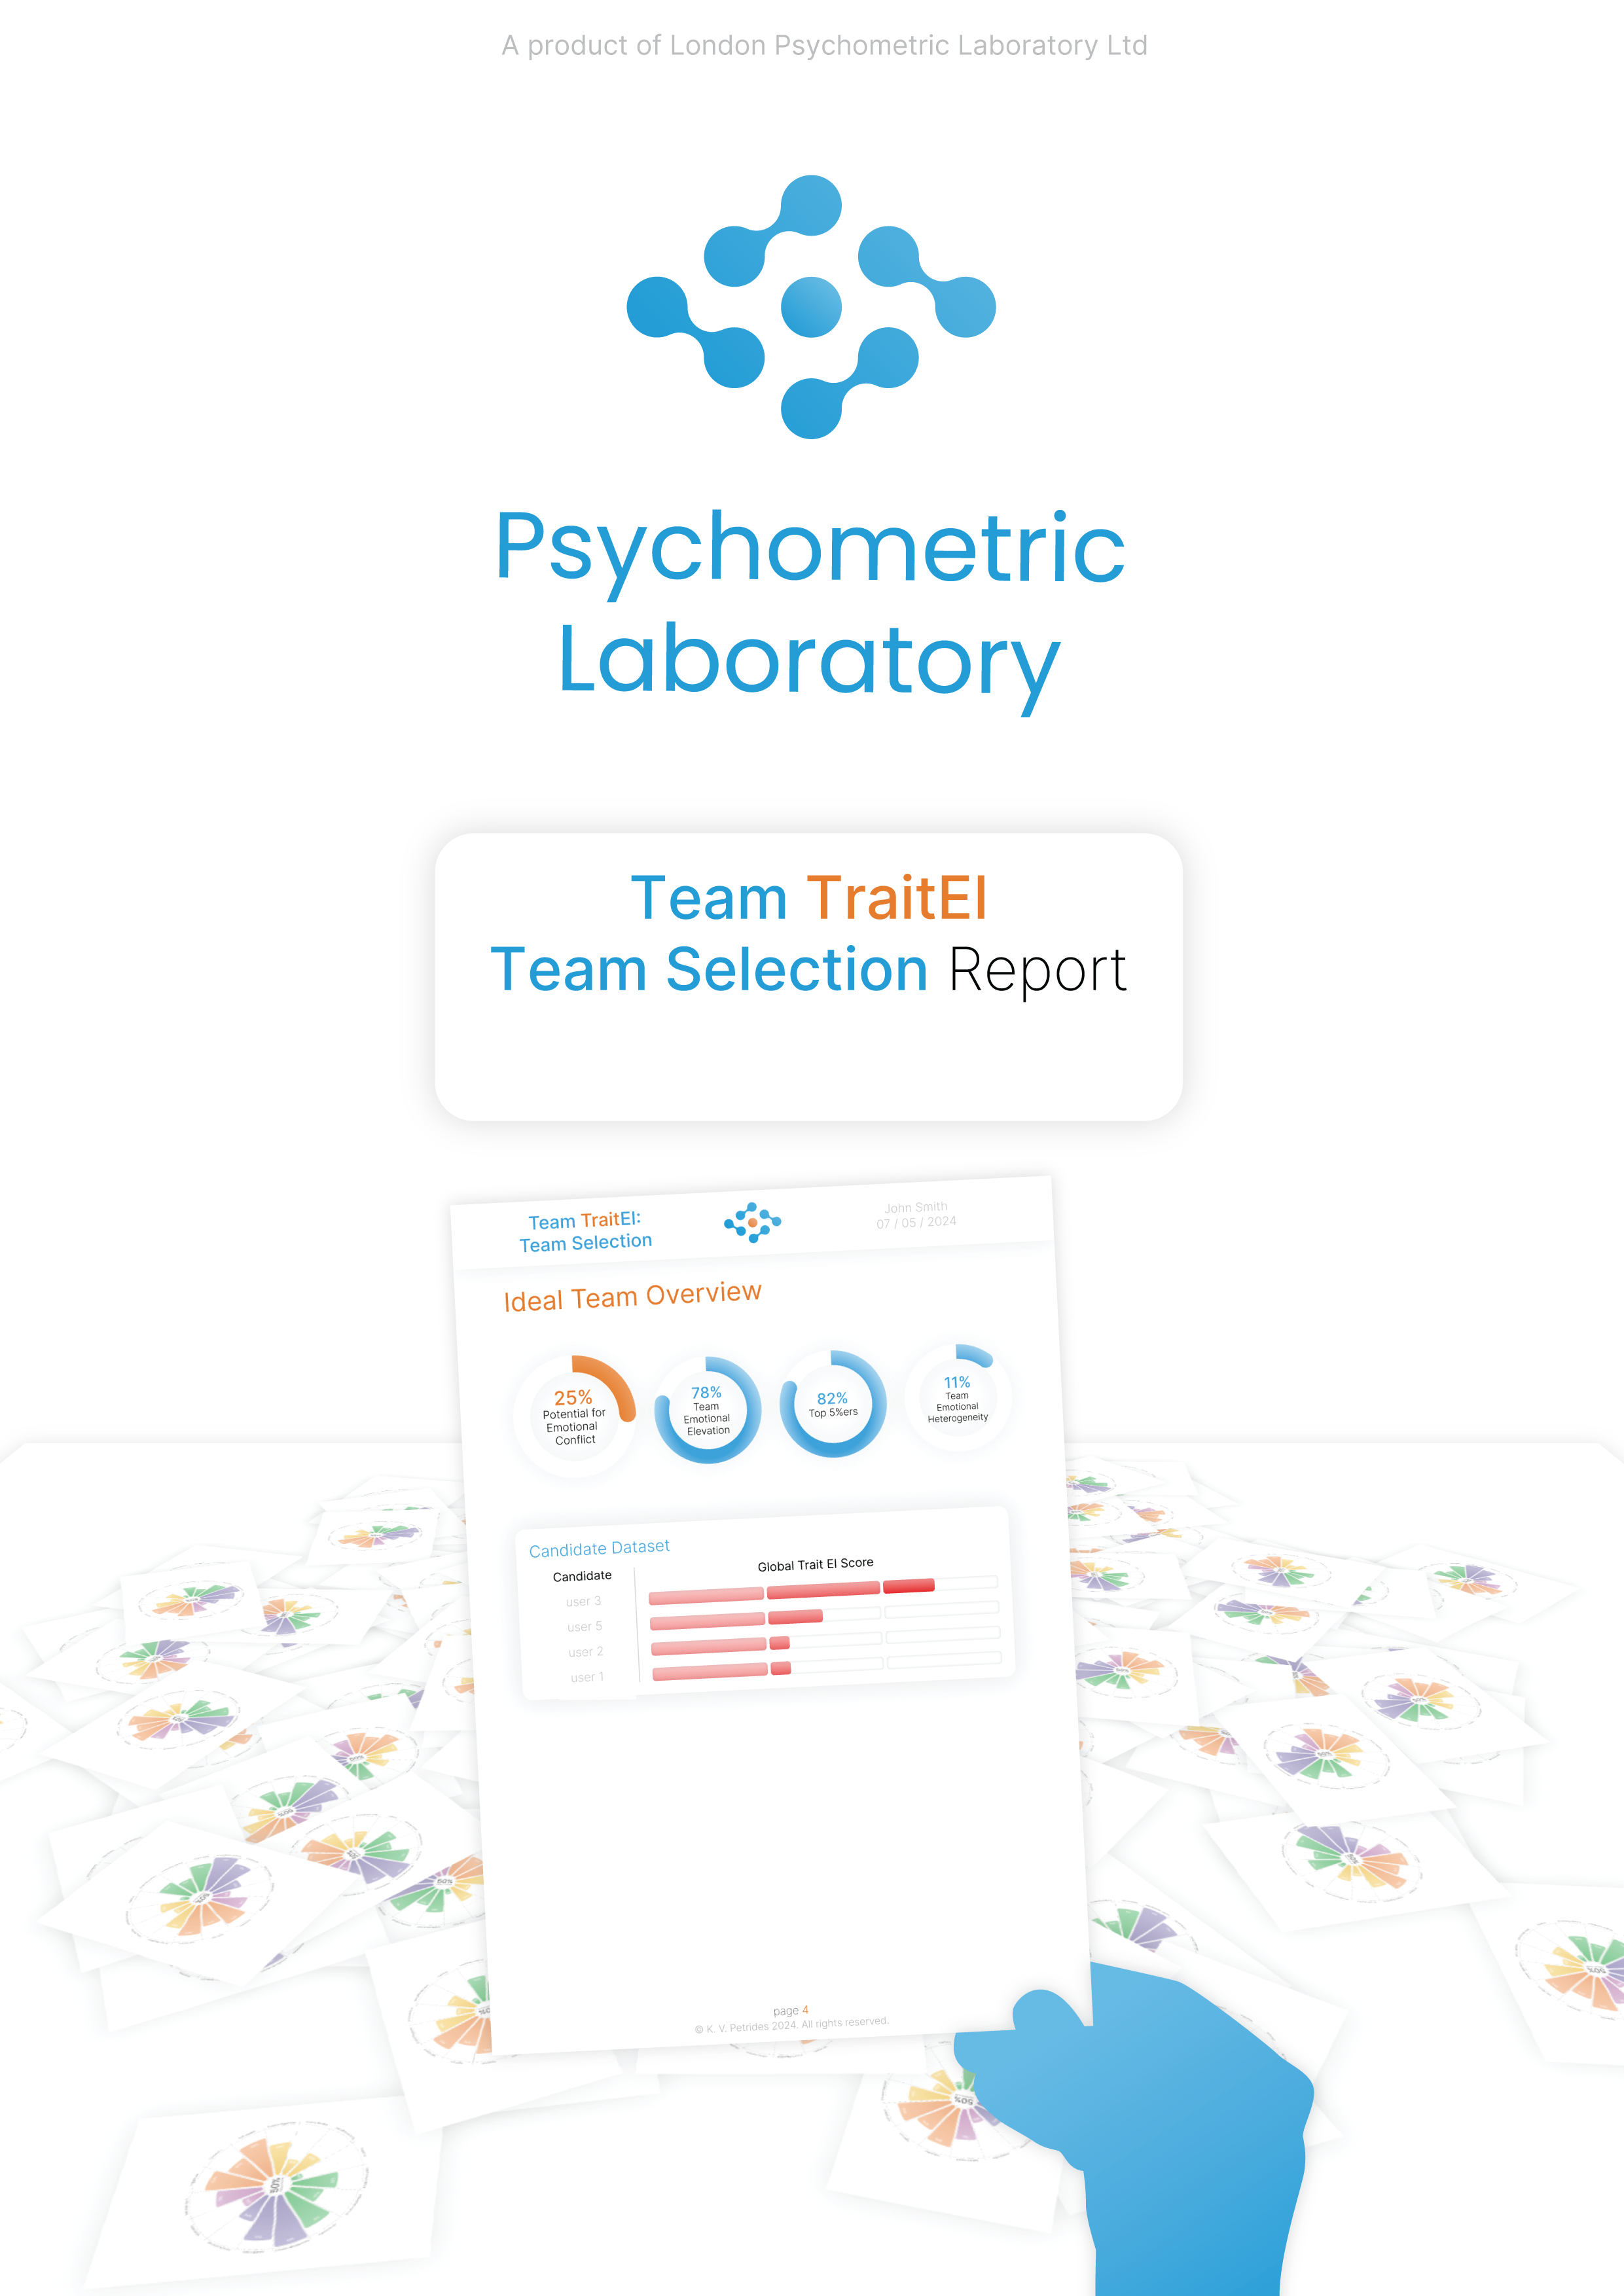 A product of London Psychometric Laboratory Ltd
Psychometric
Laboratory
Team TraitEI
Team Selection Report
Team TraitEI:
Team Selection
John Smith
07 / 05 / 2024
Ideal Team Overview
25%
Potential for
Emotional
Conflict
78%
Team
Emotional
Elevation
82%
Top 5%ers
11%
Team
Emotional
Heterogeneity
Candidate Dataset
Candidate
Global Trait EI Score
user 3
user 5
user 2
user 1
page 4
© K. V. Petrides 2024. All rights reserved.
50%
50%
50%